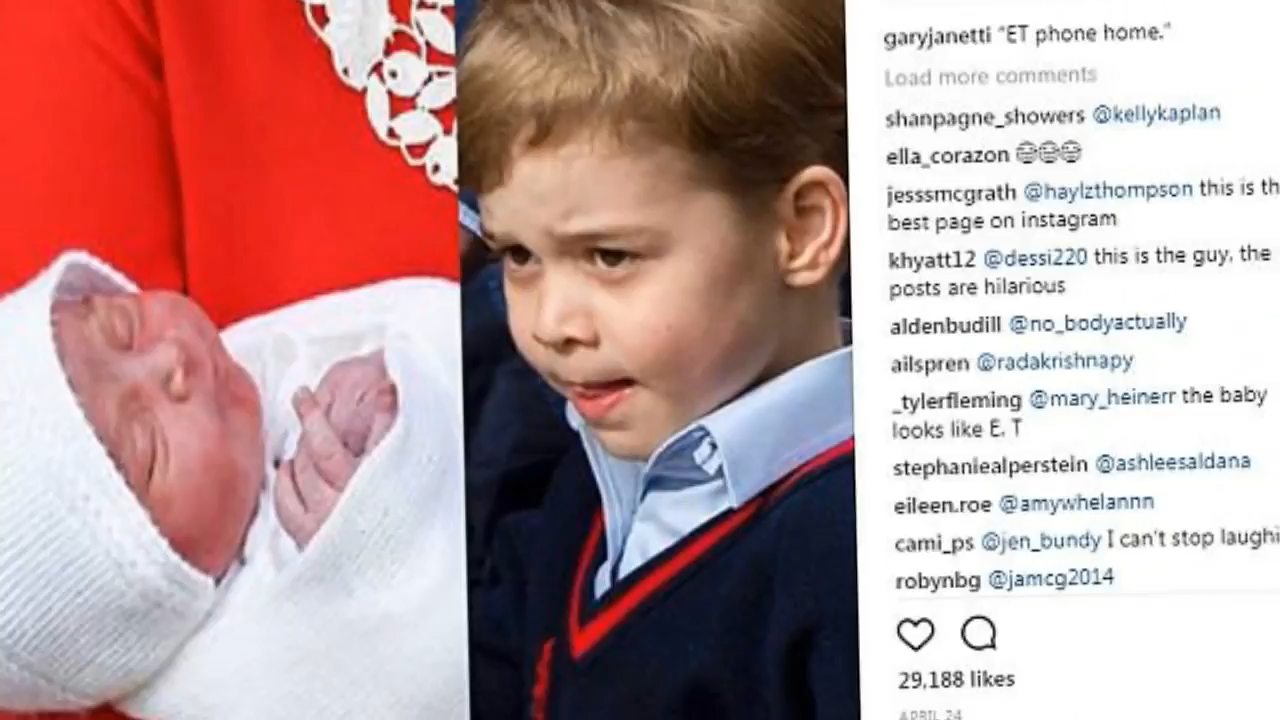 garyjanetti “ET phone home.”
Load more comments
shanpagne_showers @kellykaplan
ella_corazon
jesssmcgrath @haylzthompson this is th
best page on instagram
khyatt12 @dessi220 this is the guy, the
posts are hilarious
aldenbudill @no_bodyactually
ailspren @radakrishnapy
_tylerfleming @mary_heinerr the baby
looks like E. T
stephaniealperstein @ashleesaldana
eileen.roe @amywhelannn
cami_ps @jen_bundy I can't stop laughi
robynbg @jamcg2014
29,188 likes
APRIL 24